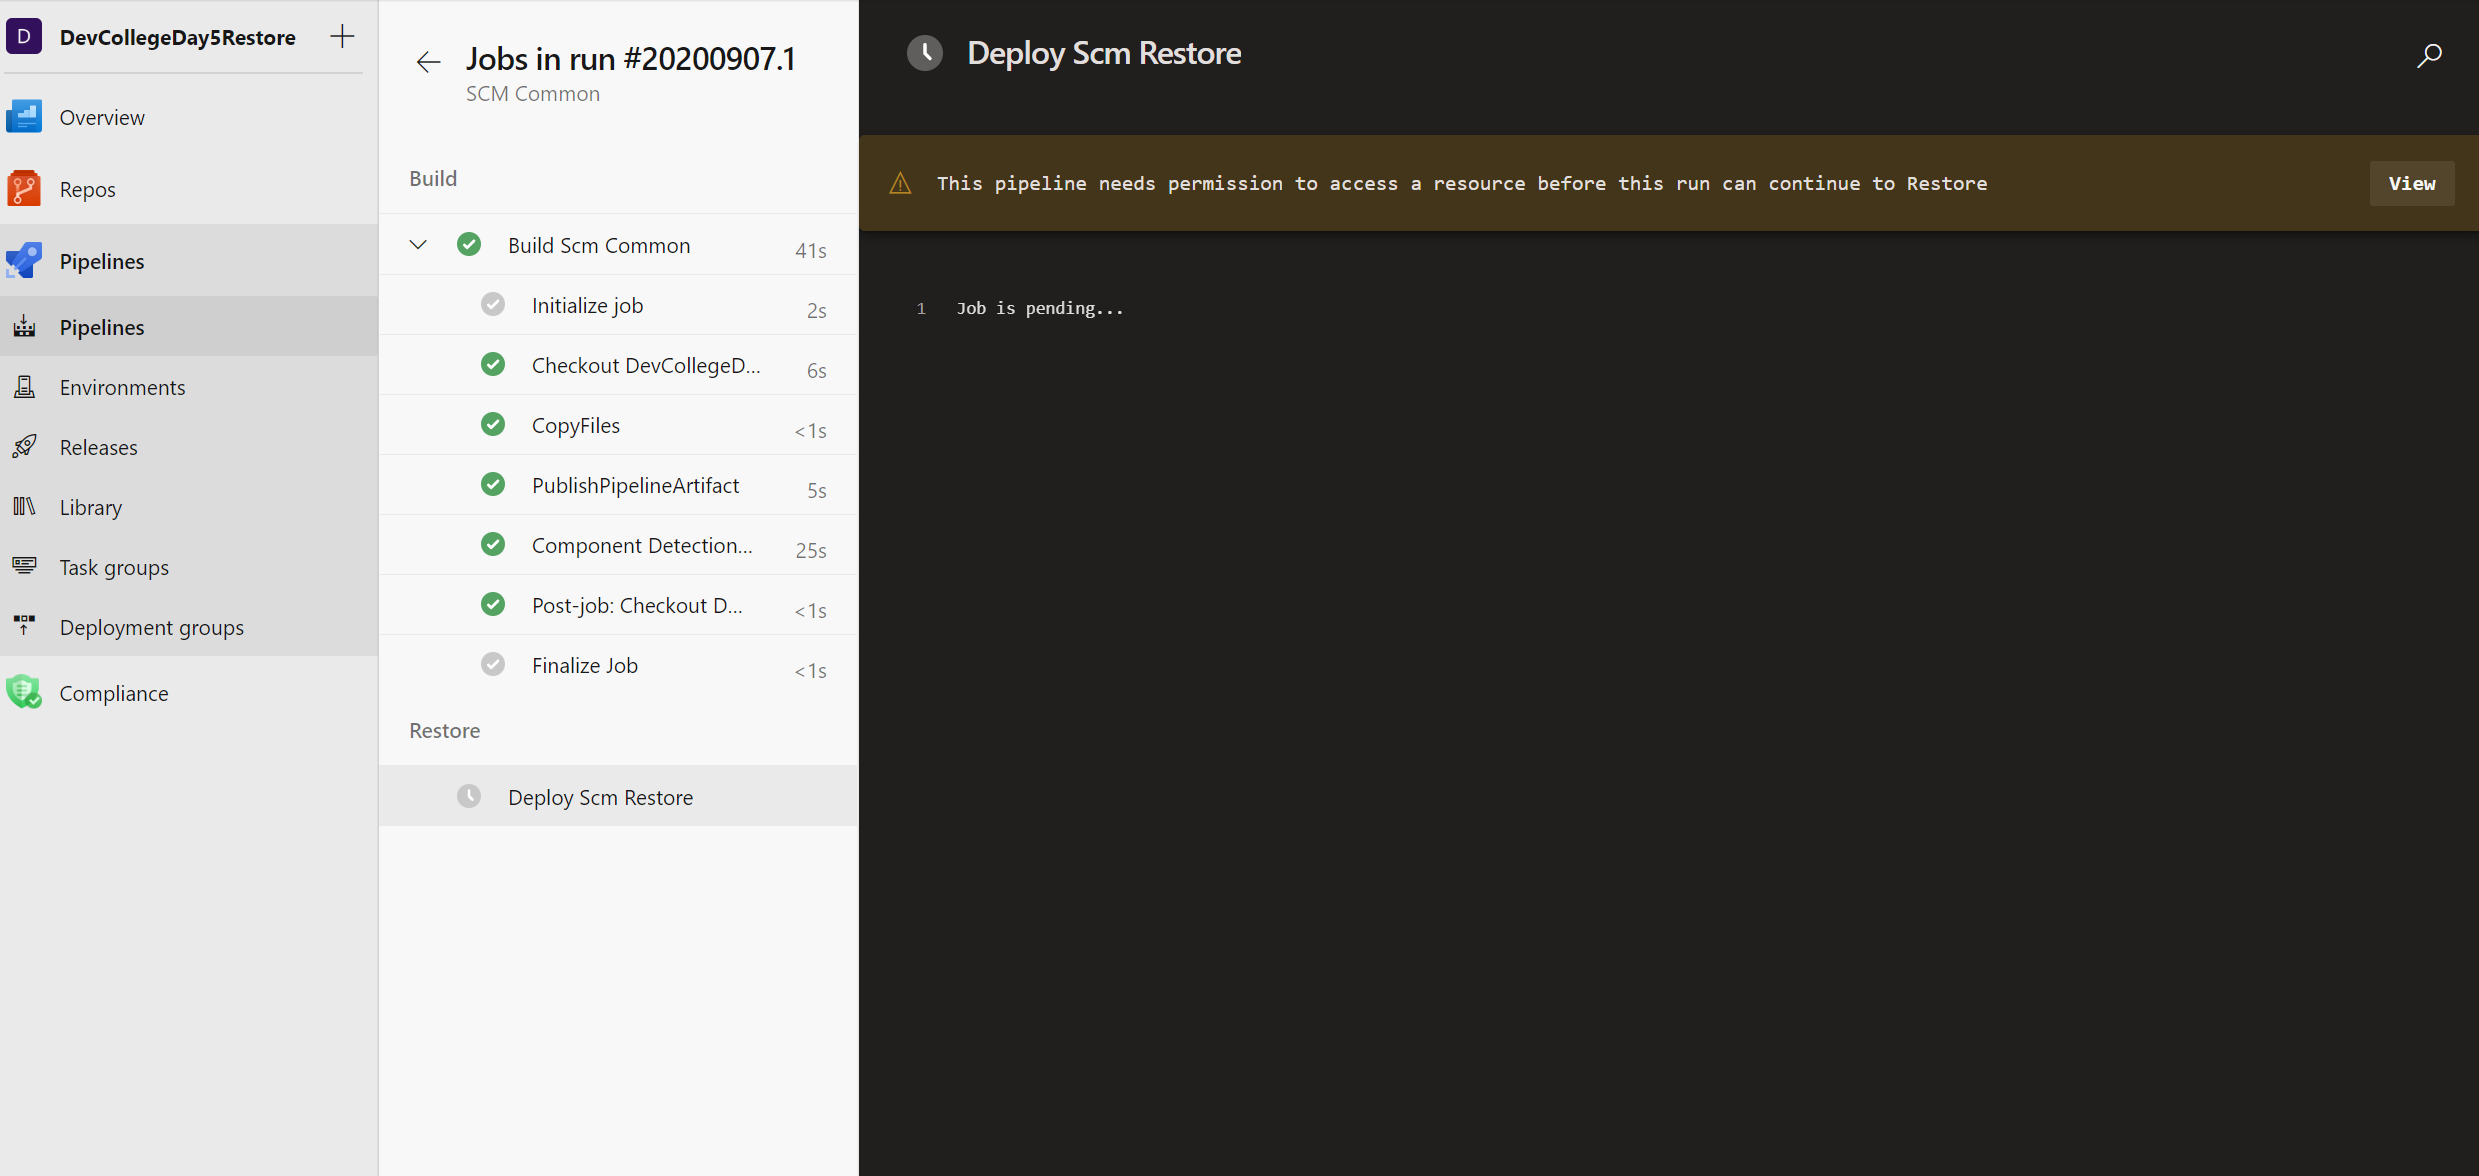 D DevCollegeDay5Restore
Overview
Repos
Pipelines
Pipelines
Environments
Releases
Library
Task groups
Deployment groups
Compliance
Jobs in run #20200907.1
SCM Common
Build
Build Scm Common 41s
Initialize job 2s
Checkout DevCollegeD... 6s
CopyFiles <1s
PublishPipelineArtifact 5s
Component Detection... 25s
Post-job: Checkout D... <1s
Finalize Job <1s
Restore
Deploy Scm Restore
Deploy Scm Restore
This pipeline needs permission to access a resource before this run can continue to Restore View
1 Job is pending...